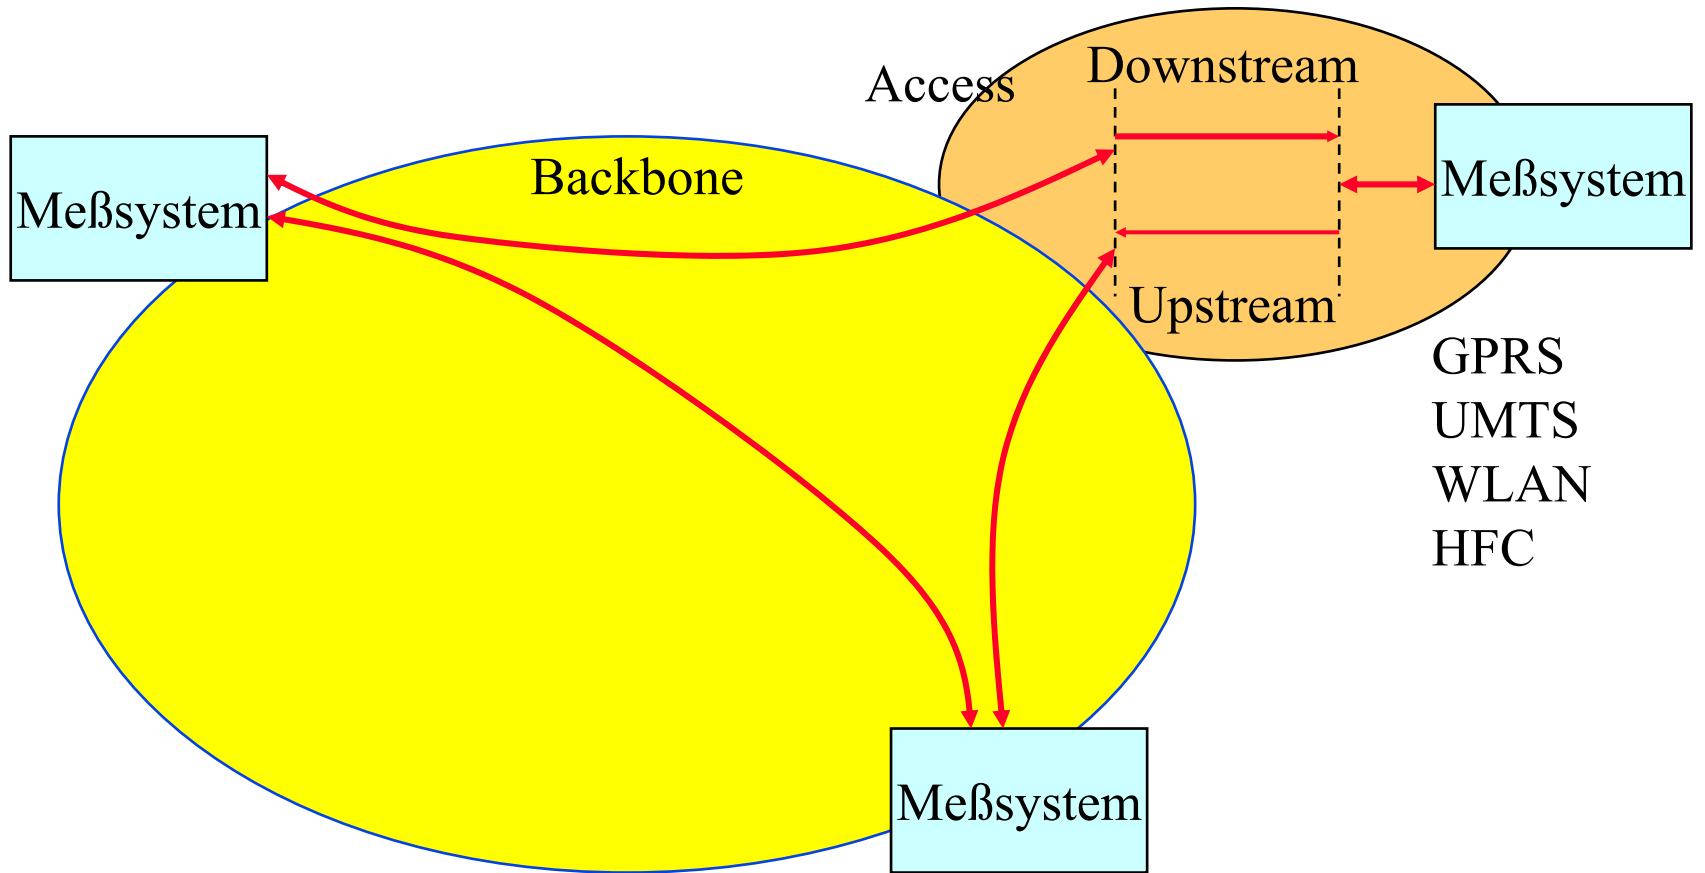 Downstream
Access
Backbone
Meßsystem
Meßsystem
Upstream
GPRS
UMTS
WLAN
HFC
Meßsystem